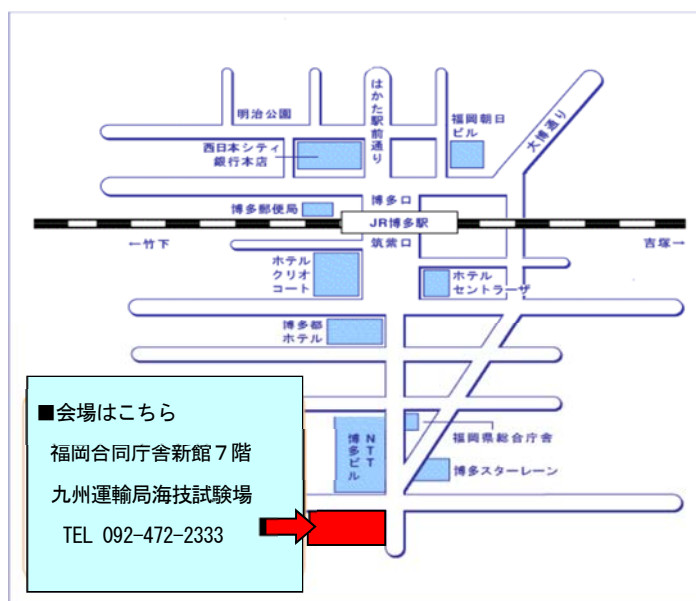 明治公園
はかた駅前通り
福岡朝日
ビル
大博通り
西日本シティ
銀行本店
博多郵便局
博多口
JR博多駅
筑紫口
←竹下
吉塚→
ホテル
クリオ
コート
ホテル
セントラーザ
博多都
ホテル
■会場はこちら
福岡合同庁舎新館7階
九州運輸局海技試験場
TEL 092-472-2333
NTT
博多ビル
福岡県総合庁舎
博多スターレーン